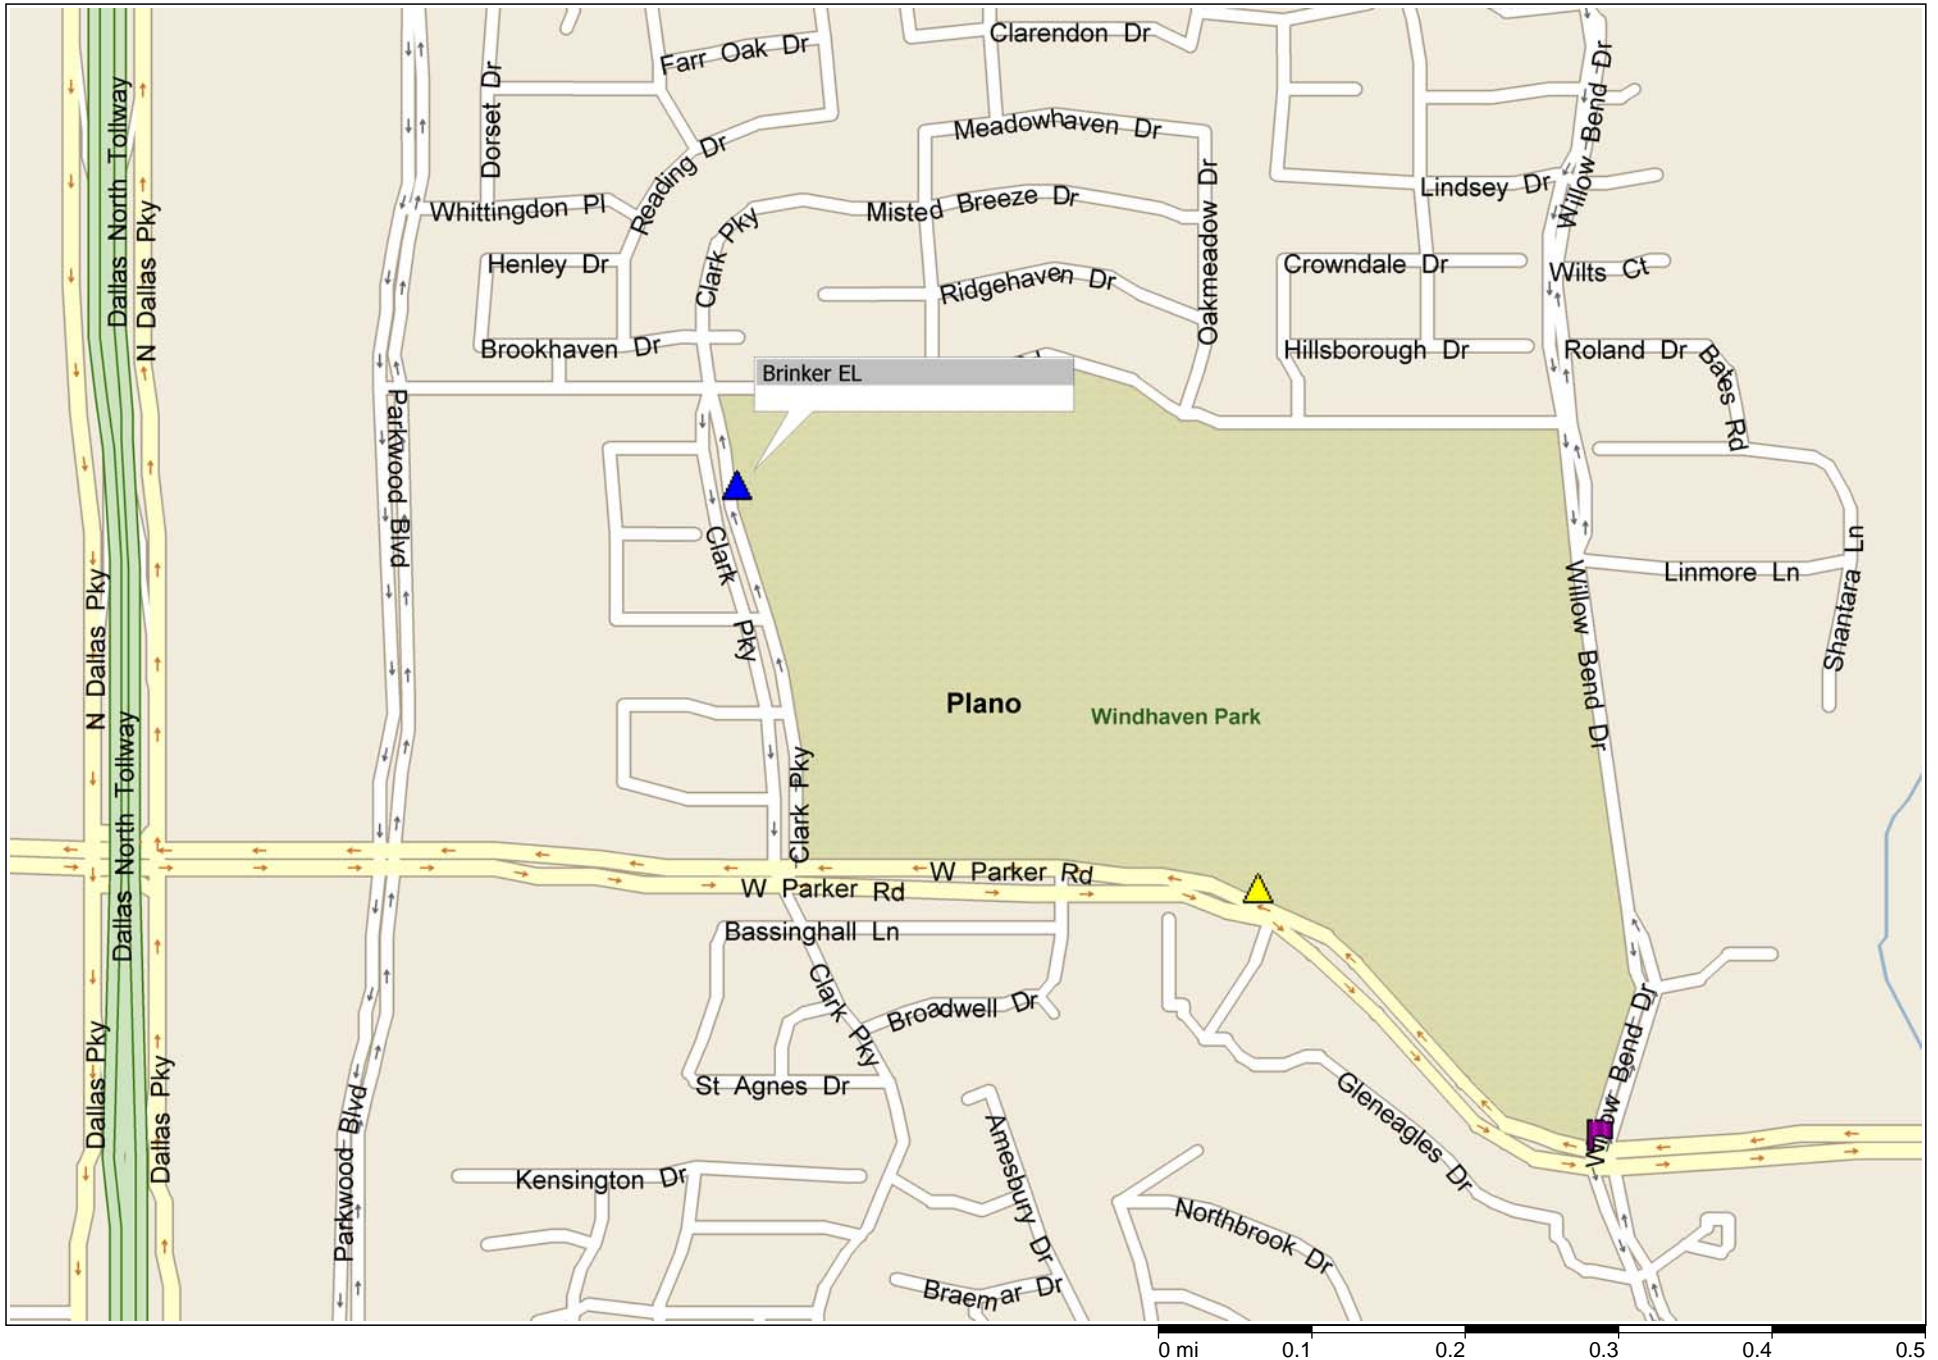 Clarendon Dr
Farr Oak Dr
Willow Bend Dr
Dorset Dr
Dallas North Tollway
Meadowhaven Dr
Reading Dr
Lindsey Dr
Oakmeadow Dr
Misted Breeze Dr
Whittingdon Pl
N Dallas Pky
Clark Pky
Henley Dr
Crowndale Dr
Wilts Ct
Ridgehaven Dr
Brookhaven Dr
Hillsborough Dr
Roland Dr
Bates Rd
Brinker EL
Parkwood Blvd
Clark Pky
Linmore Ln
Shantara Ln
N Dallas Pky
Willow Bend Dr
Plano
Windhaven Park
Dallas North Tollway
Clark Pky
W Parker Rd
W Parker Rd
Bassinghall Ln
Clark Pky
Broadwell Dr
Willow Bend Dr
Dallas Pky
Dallas Pky
St Agnes Dr
Gleneagles Dr
Parkwood Blvd
Amesbury Dr
Kensington Dr
Northbrook Dr
Braemar Dr
0 mi 0.1 0.2 0.3 0.4 0.5